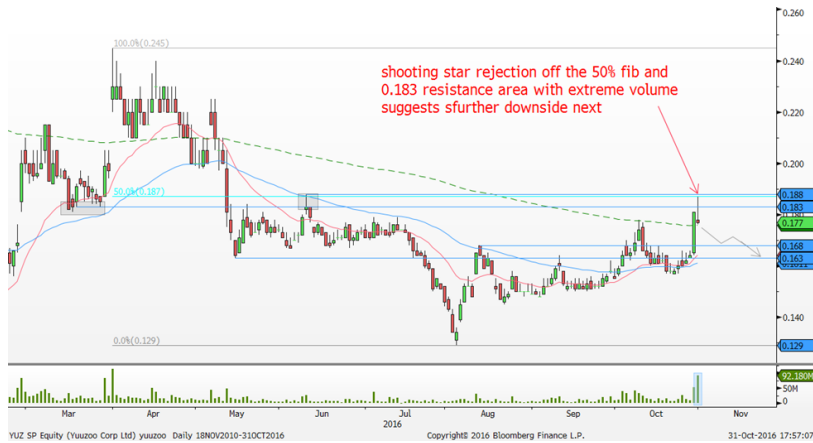 0.260
100.0%(0.245)
0.240
shooting star rejection off the 50% fib and
0.183 resistance area with extreme volume
suggests sfurther downside next
0.220
0.200
50.0%(0.187)
0.188
0.183
0.177
0.168
0.163
0.140
0.0%(0.129)
0.129
92.180M
50M
0
Mar Apr May Jun Jul Aug Sep Oct Nov
2016
YUZ SP Equity (Yuuzoo Corp Ltd) yuuzoo Daily 18NOV2010-31OCT2016 Copyright© 2016 Bloomberg Finance L.P. 31-Oct-2016 17:57:07